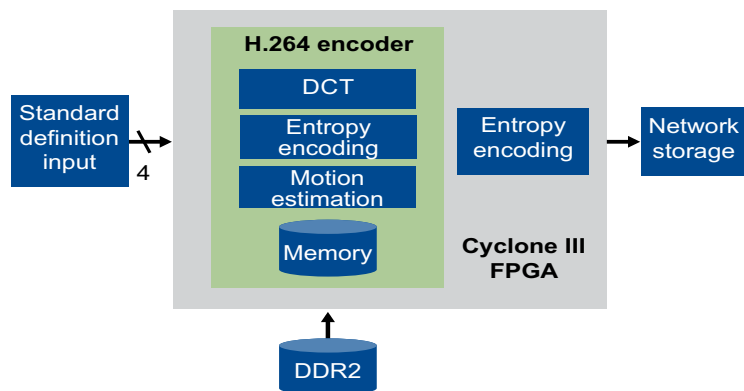 H.264 encoder
DCT
Entropy
encoding
Motion
estimation
Memory
Standard
definition
input
4
Entropy
encoding
Network
storage
Cyclone III
FPGA
DDR2